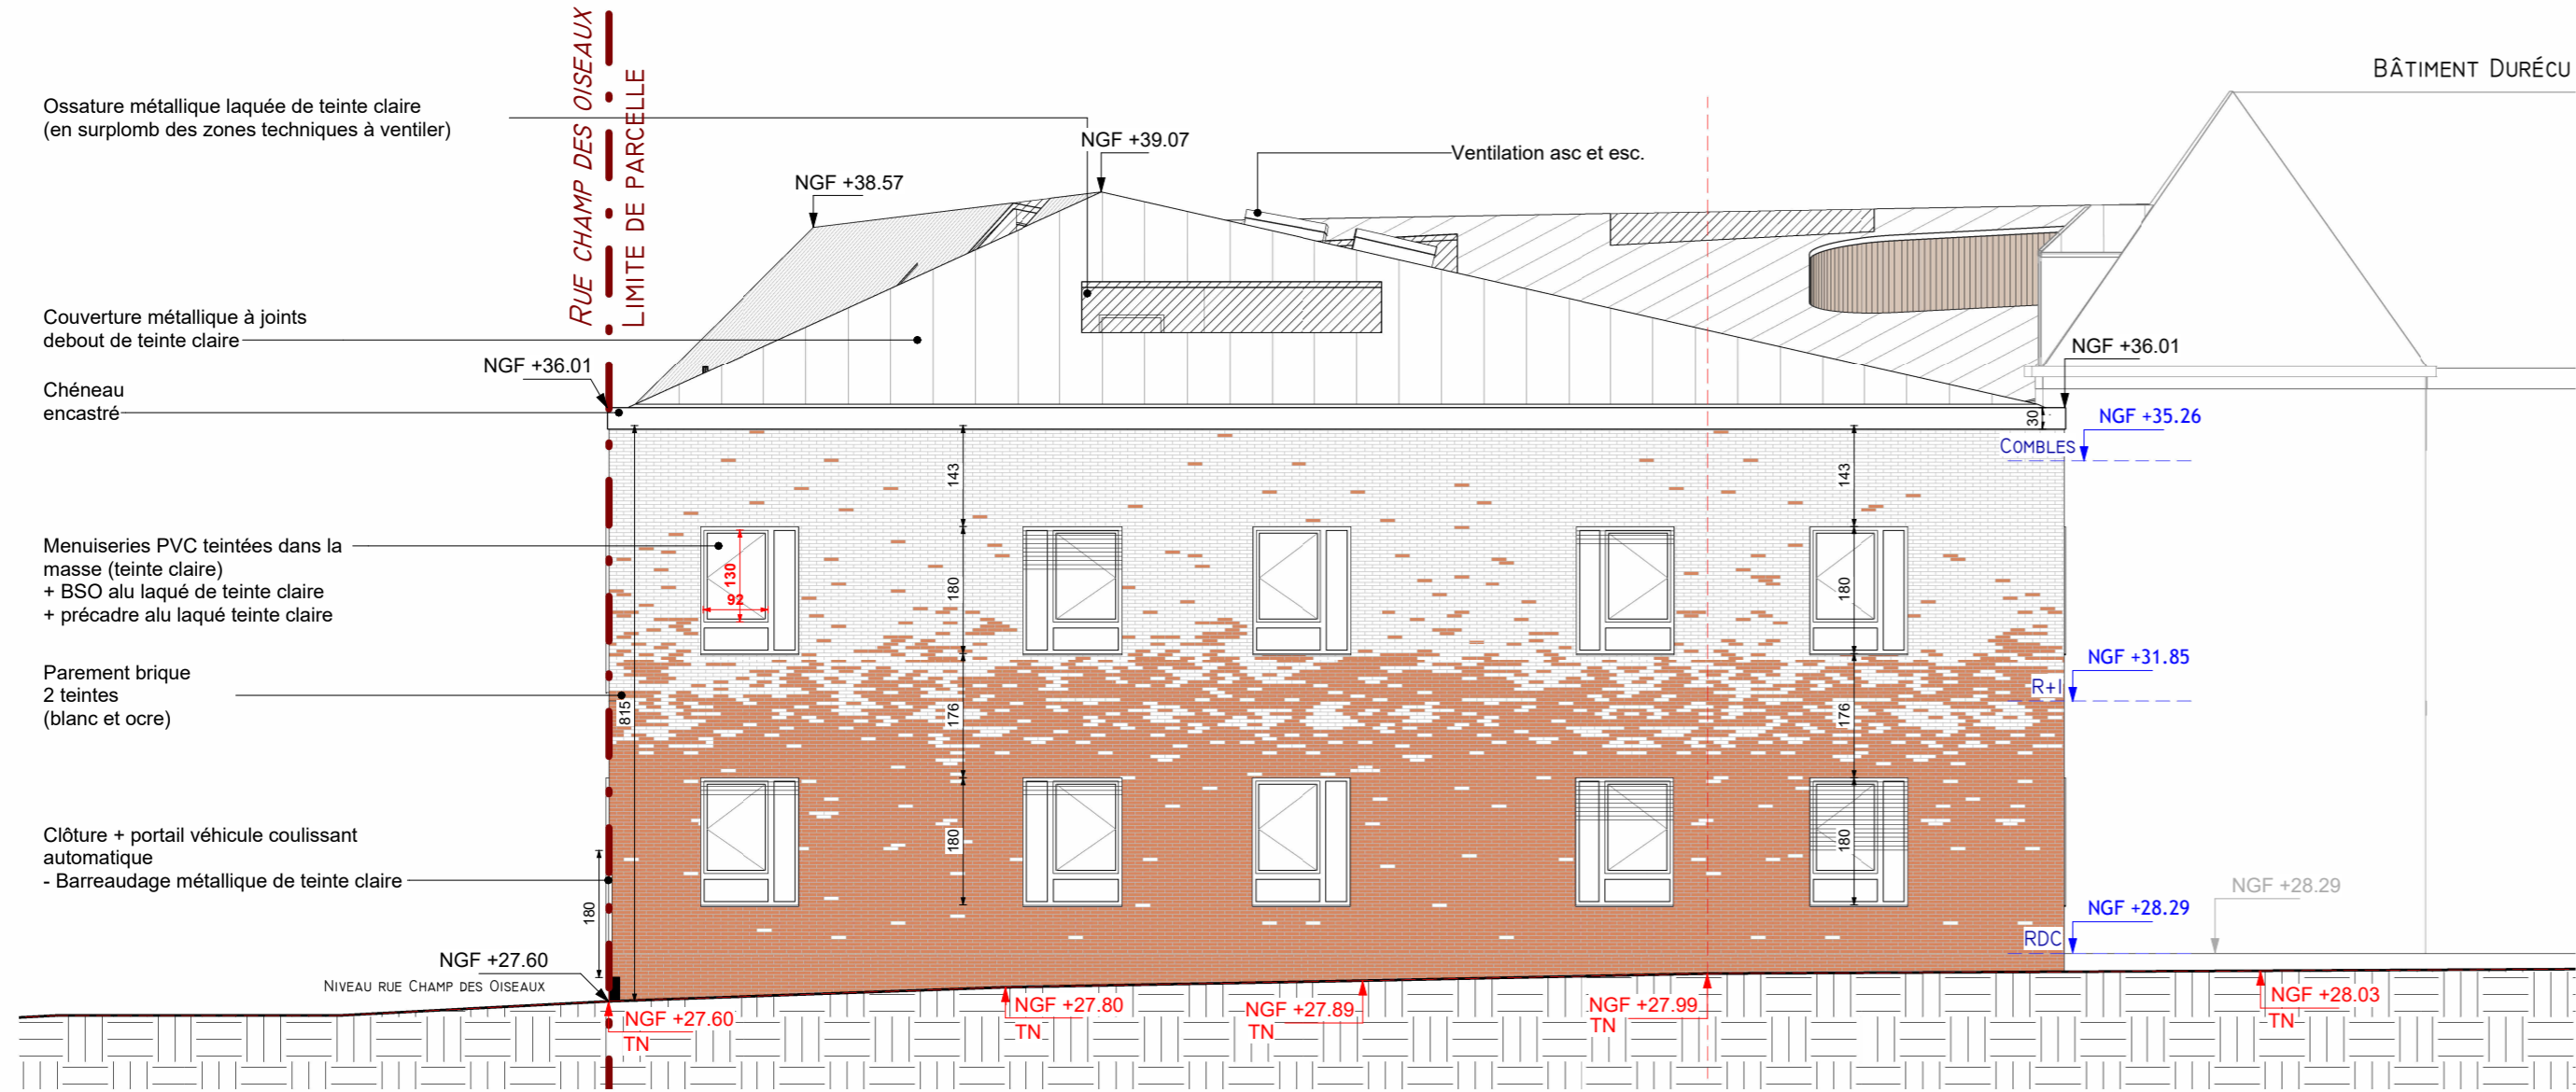 RUE CHAMP DES OISEAUX
LIMITE DE PARCELLE
BÂTIMENT DURÉCU
Ossature métallique laquée de teinte claire
(en surplomb des zones techniques à ventiler)
NGF +39.07
Ventilation asc et esc.
NGF +38.57
Couverture métallique à joints
debout de teinte claire
NGF +36.01
NGF +36.01
Chéneau
encastré
30
NGF +35.26
COMBLES
143
143
Menuiseries PVC teintées dans la
masse (teinte claire)
+ BSO alu laqué de teinte claire
+ précadre alu laqué teinte claire
130
92
180
180
Parement brique
2 teintes
(blanc et ocre)
815
NGF +31.85
R+1
176
176
Clôture + portail véhicule coulissant
automatique
- Barreaudage métallique de teinte claire
180
180
180
NGF +28.29
NGF +28.29
RDC
NGF +27.60
NIVEAU RUE CHAMP DES OISEAUX
NGF +27.60
TN
NGF +27.80
TN
NGF +27.89
TN
NGF +27.99
TN
NGF +28.03
TN